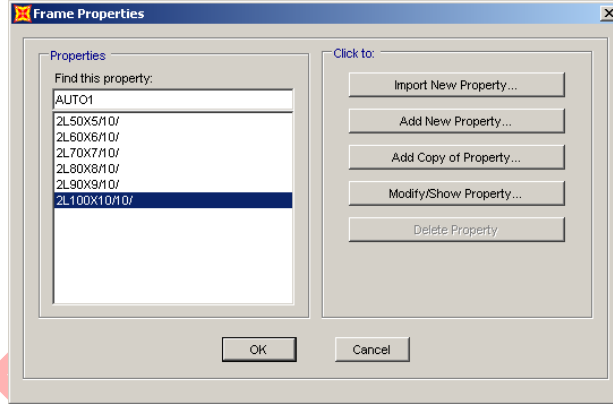 Frame Properties
Properties
Find this property:
AUTO1
2L50X5/10/
2L60X6/10/
2L70X7/10/
2L80X8/10/
2L90X9/10/
2L100X10/10/
Click to:
Import New Property...
Add New Property...
Add Copy of Property...
Modify/Show Property...
Delete Property
OK
Cancel